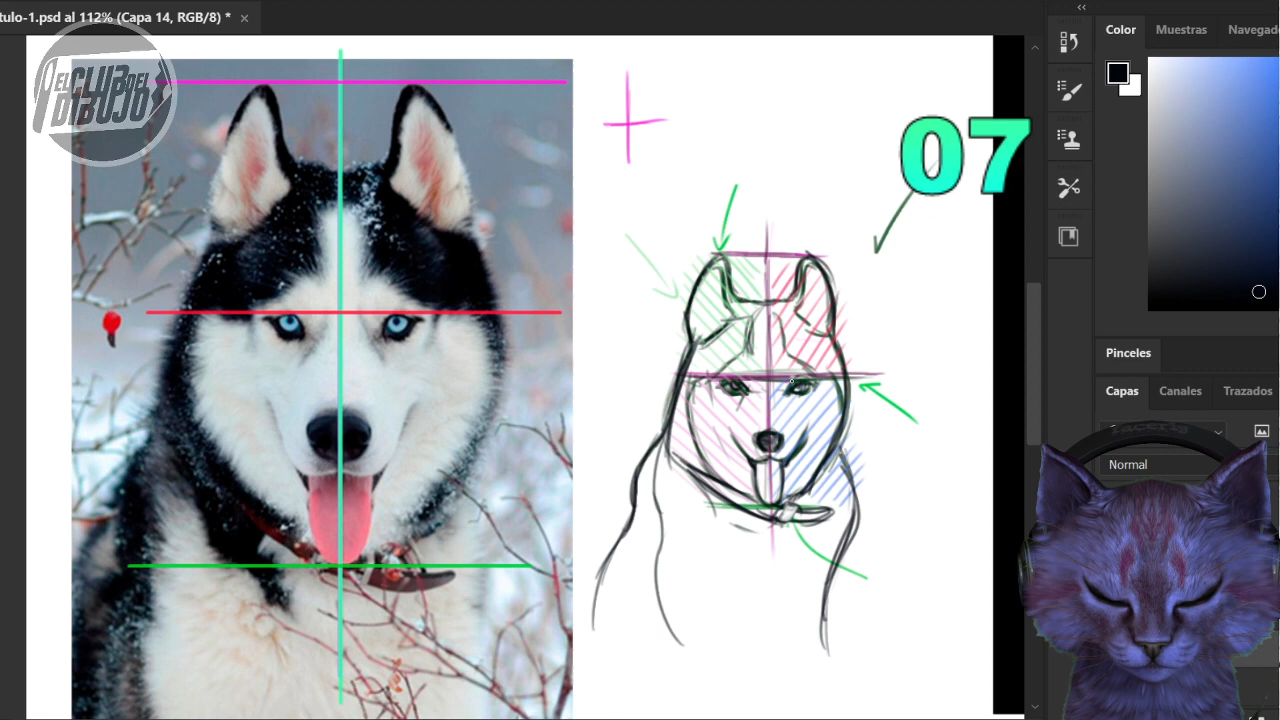 tulo-1.psd al 112% (Capa 14, RGB/8) *
EL CLUB DEL
DIBUJO
07
Color Muestras Navegad
Pinceles
Capas Canales Trazados
Normal